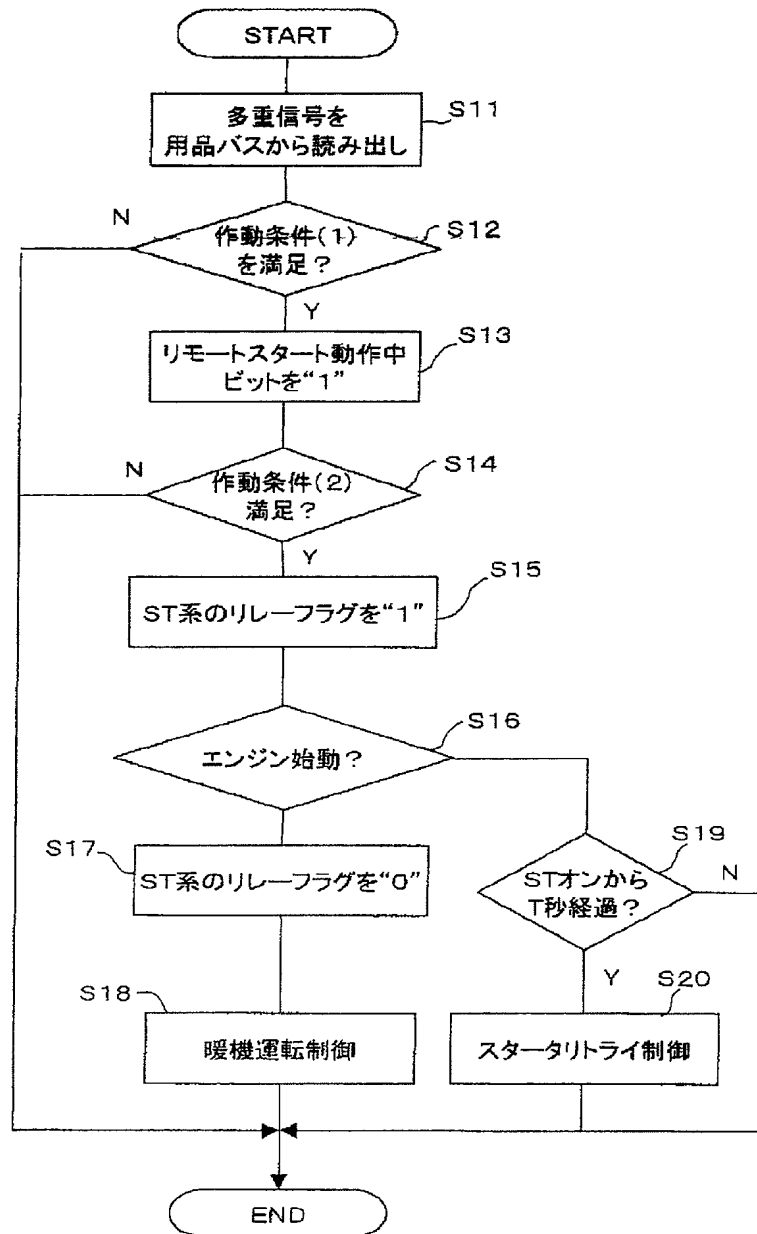 START
多重信号を
用品バスから読み出し
S11
N
作動条件(1)
を満足?
S12
Y
リモートスタート動作中
ビットを“1”
S13
N
作動条件(2)
満足?
S14
Y
ST系のリレーフラグを“1”
S15
エンジン始動?
S16
S17
ST系のリレーフラグを“0”
STオンから
T秒経過?
S19
N
Y
S18
暖機運転制御
S20
スタータリトライ制御
END